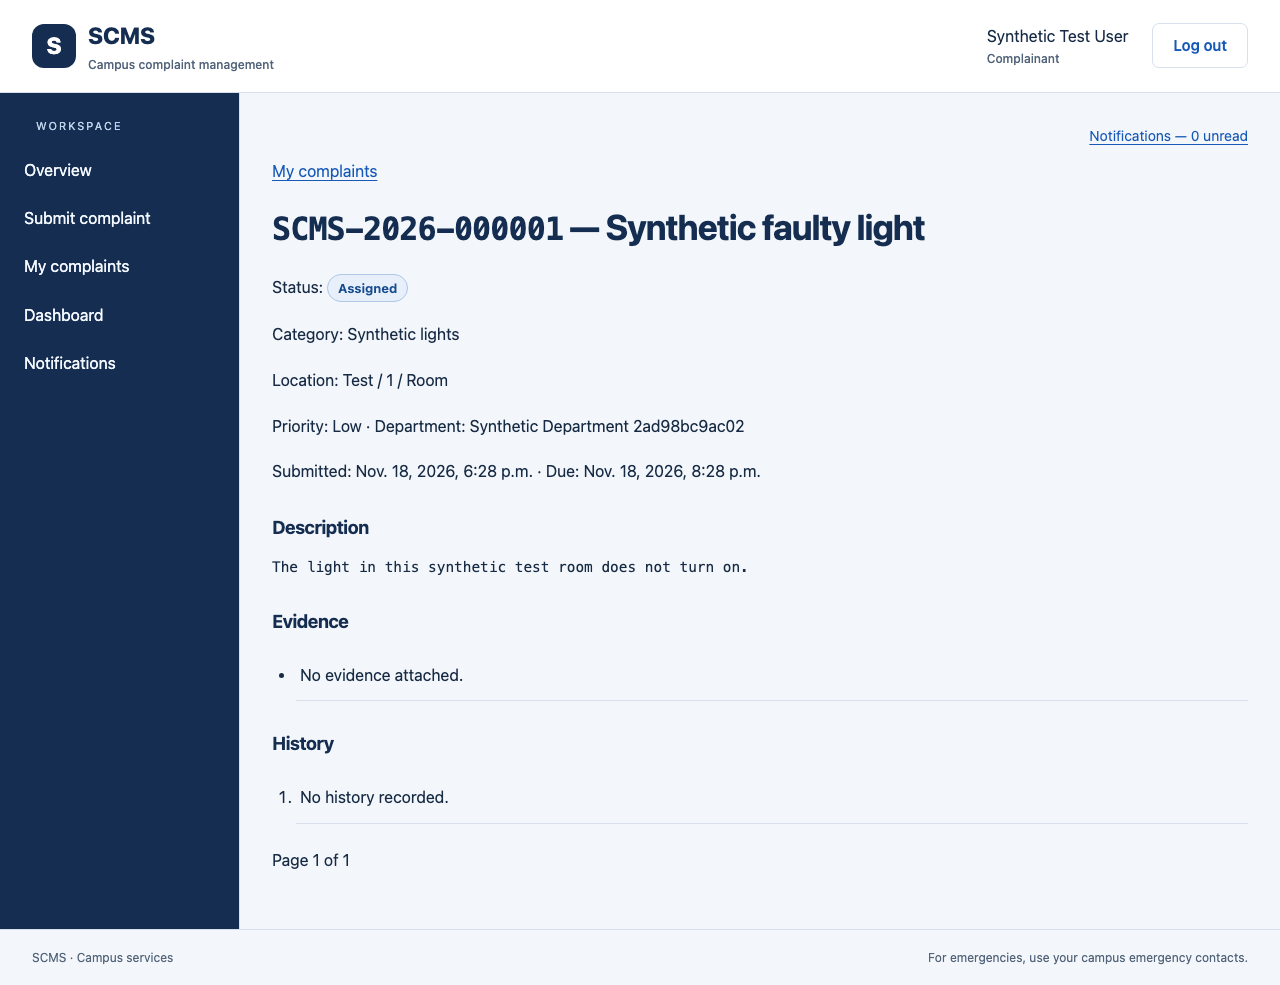 S
SCMS
Campus complaint management
Synthetic Test User
Complainant
Log out
WORKSPACE
Overview
Submit complaint
My complaints
Dashboard
Notifications
Notifications — 0 unread
My complaints
SCMS-2026-000001 — Synthetic faulty light
Status: Assigned
Category: Synthetic lights
Location: Test / 1 / Room
Priority: Low · Department: Synthetic Department 2ad98bc9ac02
Submitted: Nov. 18, 2026, 6:28 p.m. · Due: Nov. 18, 2026, 8:28 p.m.
Description
The light in this synthetic test room does not turn on.
Evidence
• No evidence attached.
History
1. No history recorded.
Page 1 of 1
SCMS · Campus services
For emergencies, use your campus emergency contacts.